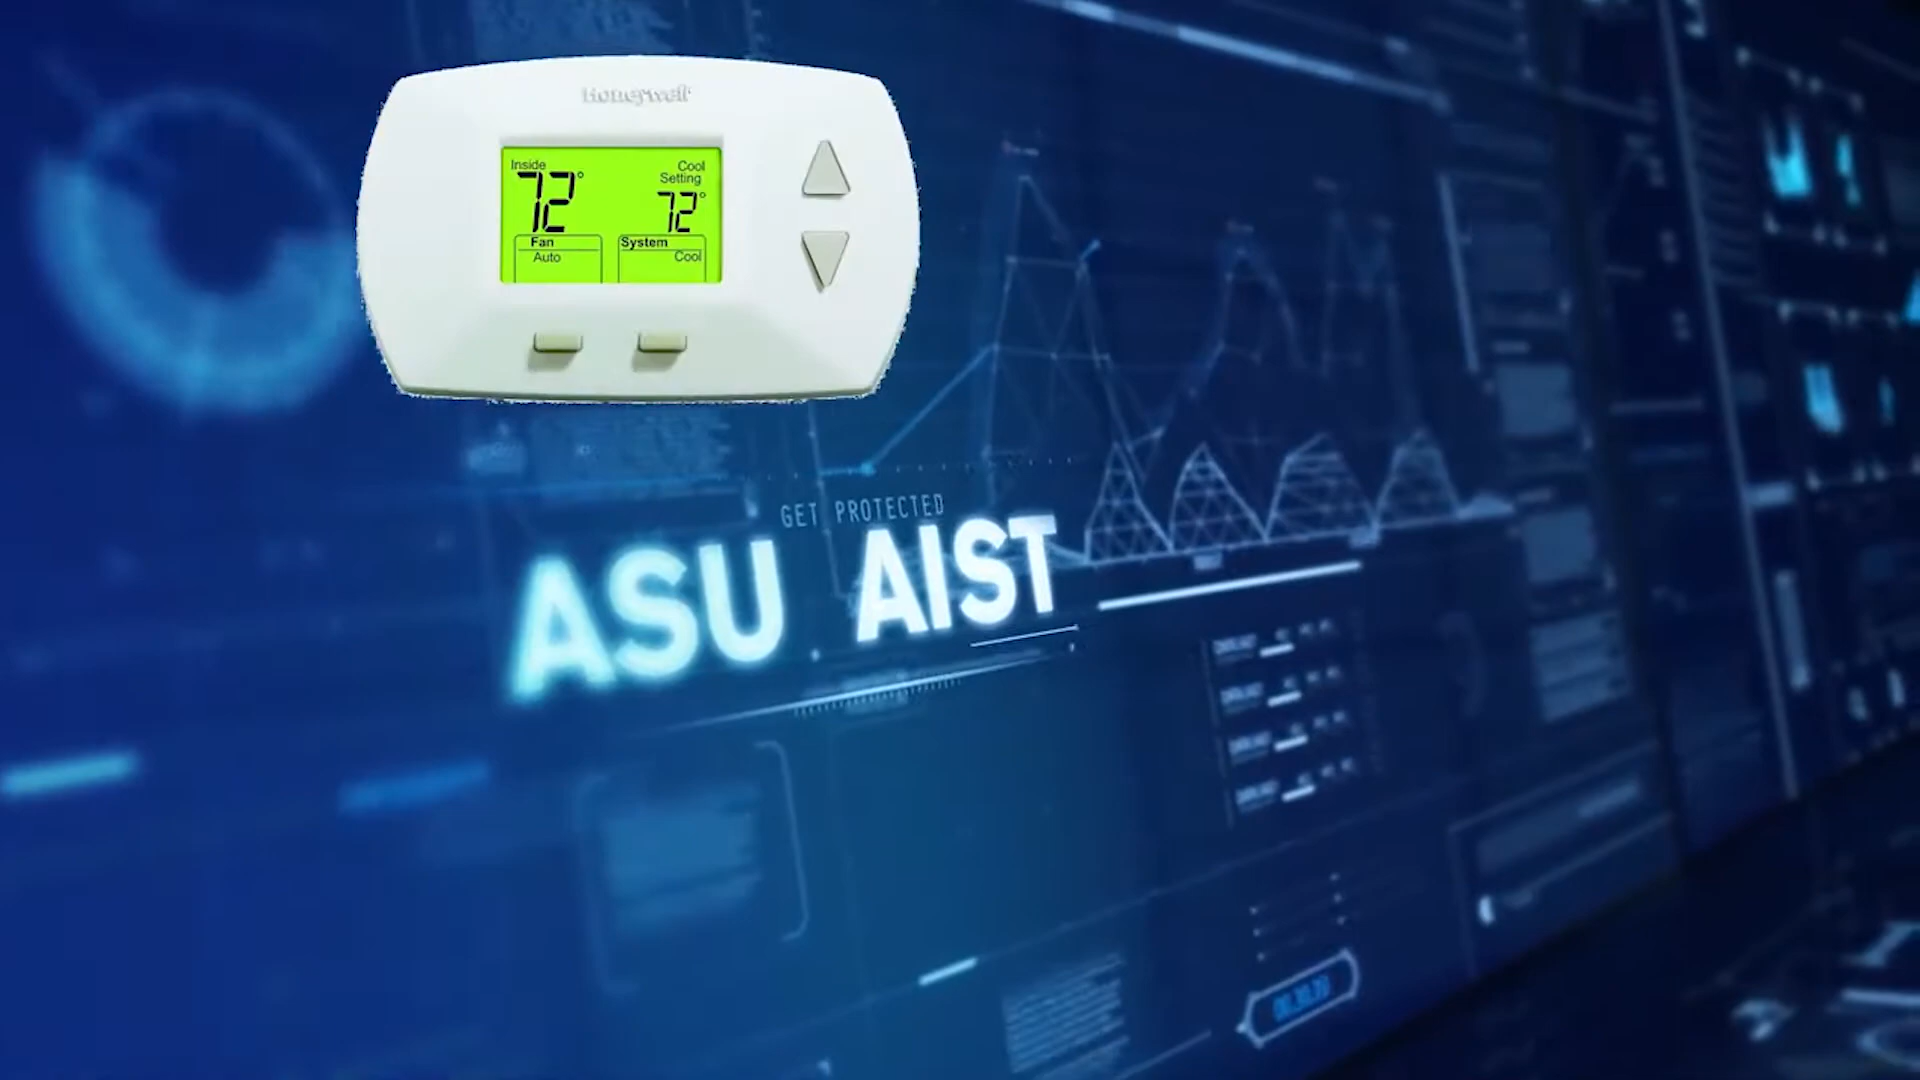 Honeywell
Inside
Cool
Setting
72°
72°
Fan
System
Auto
Cool
GET PROTECTED
ASU AIST